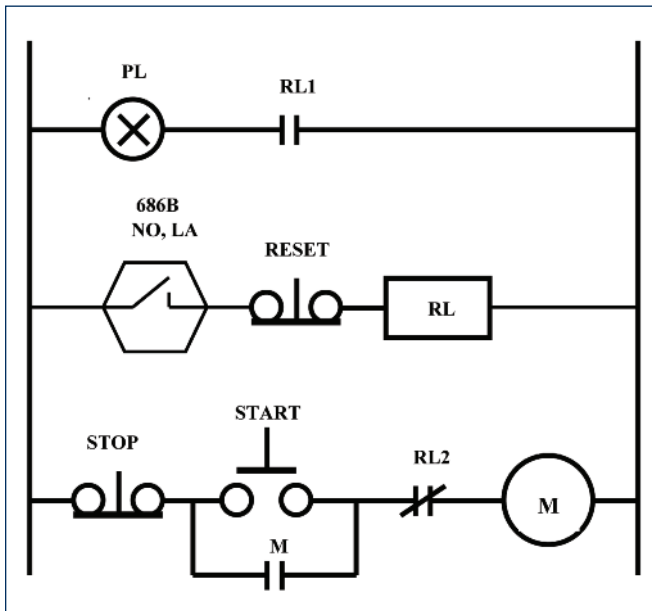 PL
RL1
686B
NO, LA
RESET
RL
START
STOP
RL2
M
M